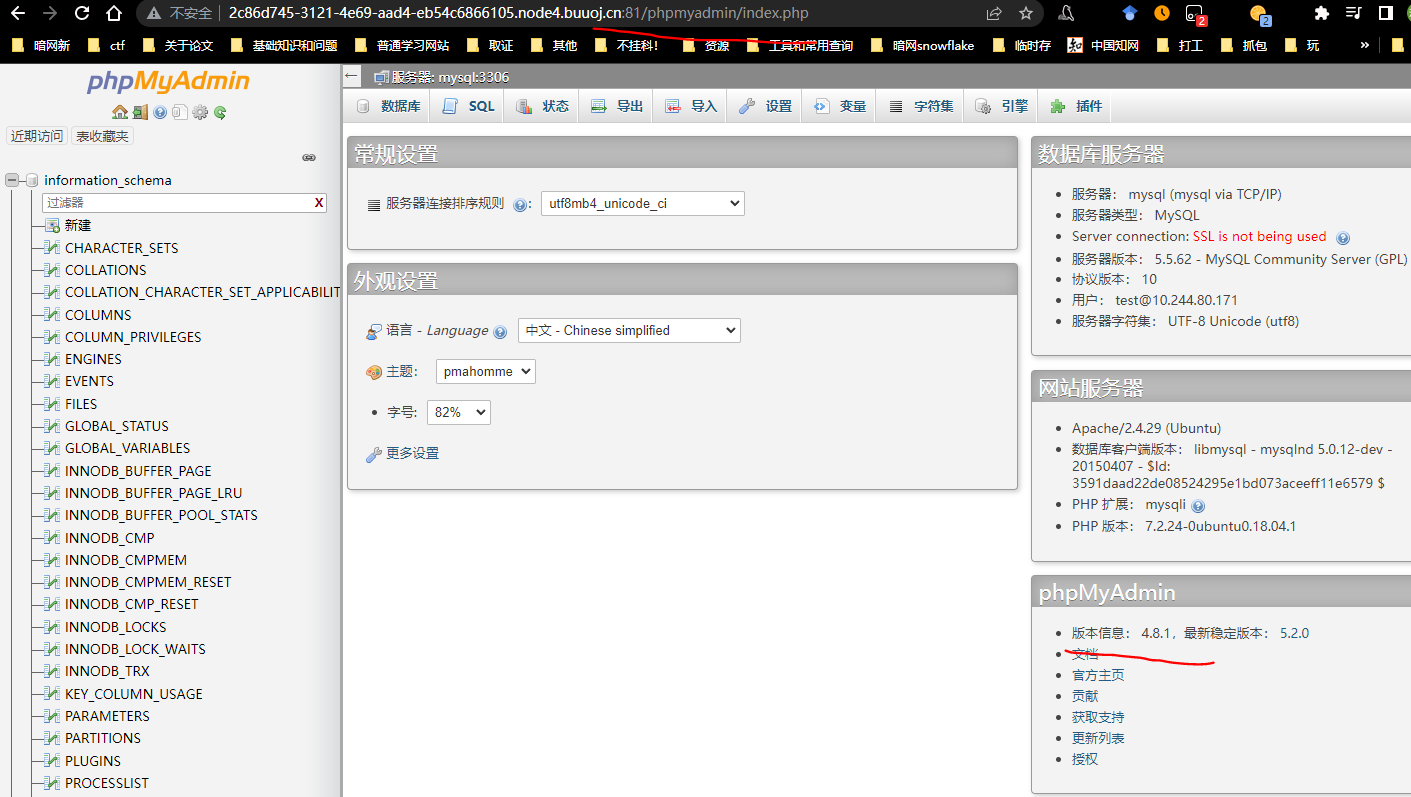 不安全 | 2c86d745-3121-4e69-aad4-eb54c6866105.node4.buuoj.cn:81/phpmyadmin/index.php
2
2
暗网新 ctf 关于论文 基础知识和问题 普通学习网站 取证 其他 不挂科! 资源 工具和常用查询 暗网snowflake 临时存 知 中国知网 打工 抓包 玩 »
phpMyAdmin
近期访问 表收藏夹
information_schema
过滤器 X
新建
CHARACTER_SETS
COLLATIONS
COLLATION_CHARACTER_SET_APPLICABILIT
COLUMNS
COLUMN_PRIVILEGES
ENGINES
EVENTS
FILES
GLOBAL_STATUS
GLOBAL_VARIABLES
INNODB_BUFFER_PAGE
INNODB_BUFFER_PAGE_LRU
INNODB_BUFFER_POOL_STATS
INNODB_CMP
INNODB_CMPMEM
INNODB_CMPMEM_RESET
INNODB_CMP_RESET
INNODB_LOCKS
INNODB_LOCK_WAITS
INNODB_TRX
KEY_COLUMN_USAGE
PARAMETERS
PARTITIONS
PLUGINS
PROCESSLIST
服务器: mysql:3306
数据库 SQL 状态 导出 导入 设置 变量 字符集 引擎 插件
常规设置
服务器连接排序规则 : utf8mb4_unicode_ci
外观设置
语言 - Language 中文 - Chinese simplified
主题: pmahomme
字号: 82%
更多设置
数据库服务器
服务器: mysql (mysql via TCP/IP)
服务器类型: MySQL
Server connection: SSL is not being used
服务器版本: 5.5.62 - MySQL Community Server (GPL)
协议版本: 10
用户: test@10.244.80.171
服务器字符集: UTF-8 Unicode (utf8)
网站服务器
Apache/2.4.29 (Ubuntu)
数据库客户端版本: libmysql - mysqlnd 5.0.12-dev -
20150407 - $Id:
3591daad22de08524295e1bd073aceeff11e6579 $
PHP 扩展: mysqli
PHP 版本: 7.2.24-0ubuntu0.18.04.1
phpMyAdmin
版本信息: 4.8.1, 最新稳定版本: 5.2.0
文档
官方主页
贡献
获取支持
更新列表
授权